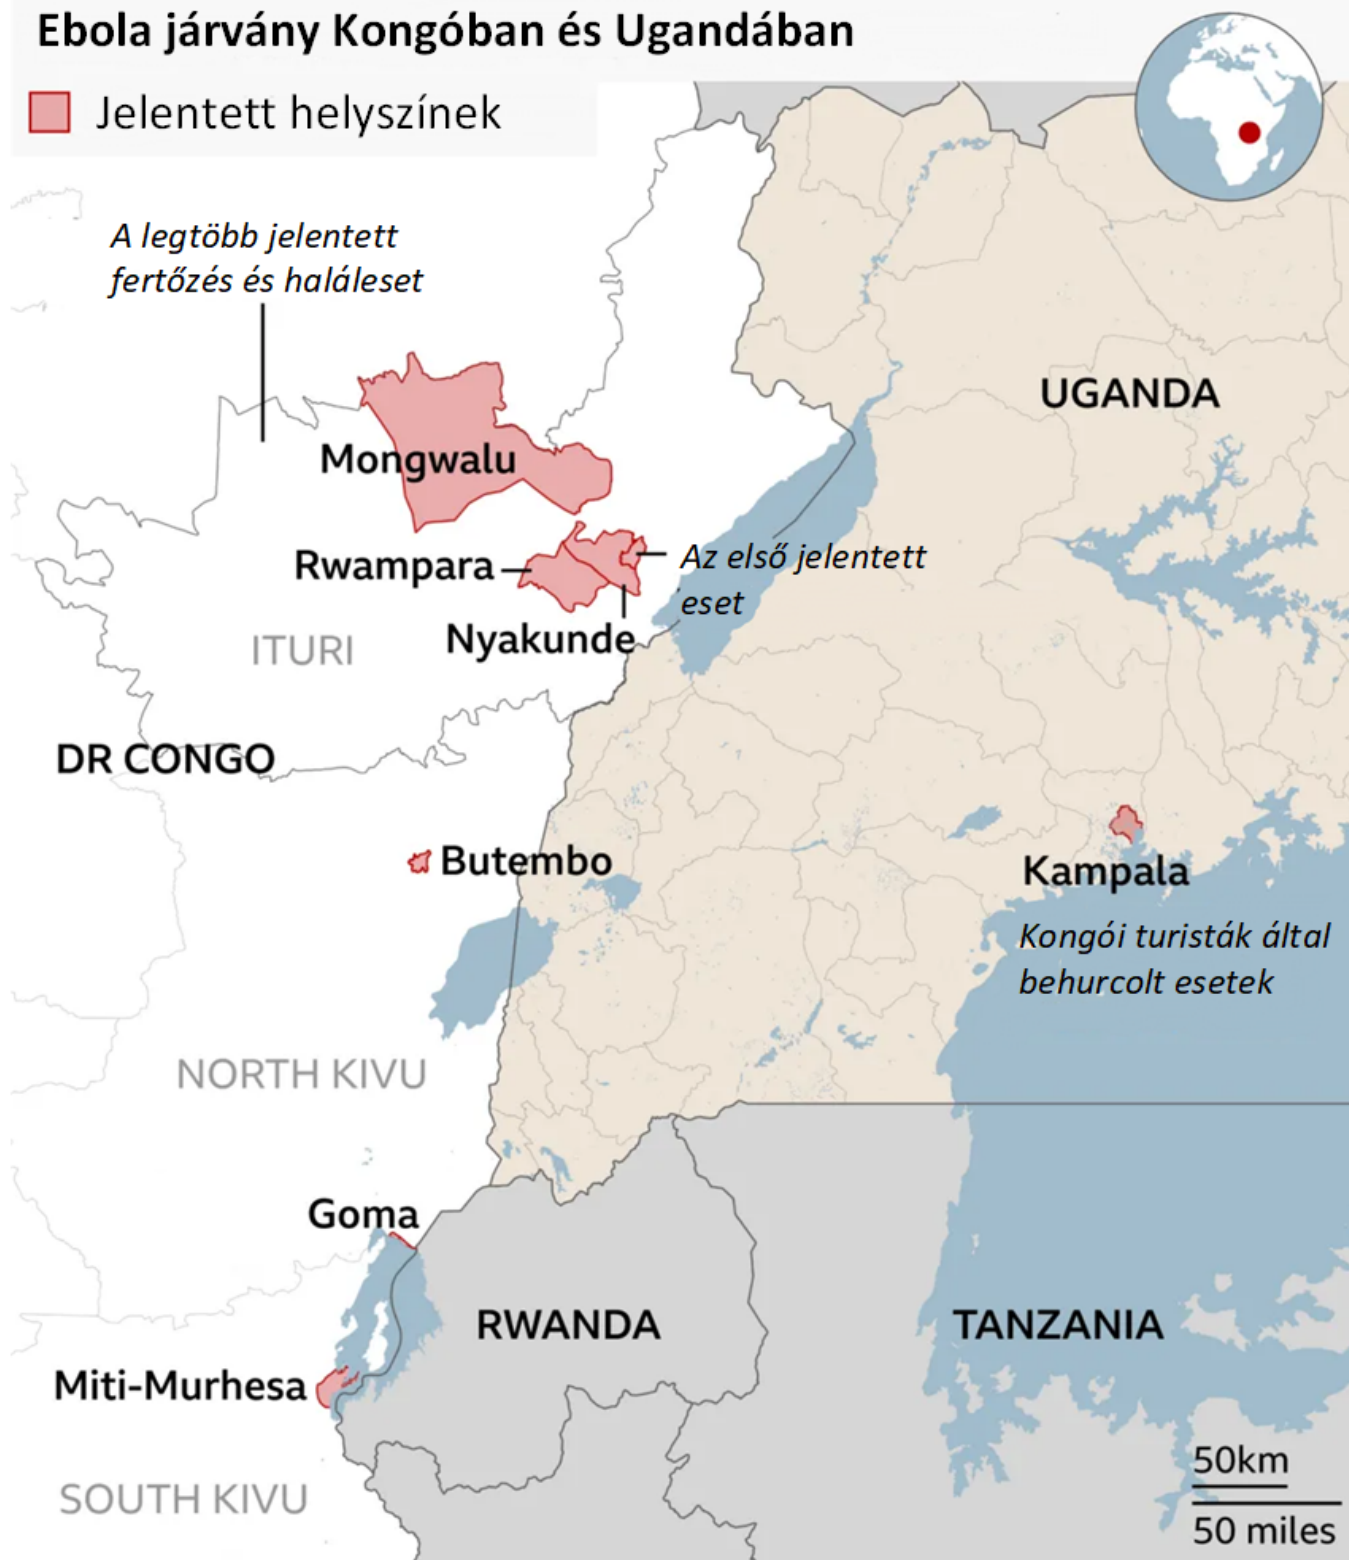 Ebola járvány Kongóban és Ugandában
Jelentett helyszínek
A legtöbb jelentett
fertőzés és haláleset
UGANDA
Mongwalu
Rwampara
Az első jelentett
eset
Nyakunde
ITURI
DR CONGO
Butembo
Kampala
Kongói turisták által
behurcolt esetek
NORTH KIVU
Goma
RWANDA
TANZANIA
Miti-Murhesa
SOUTH KIVU
50km
50 miles